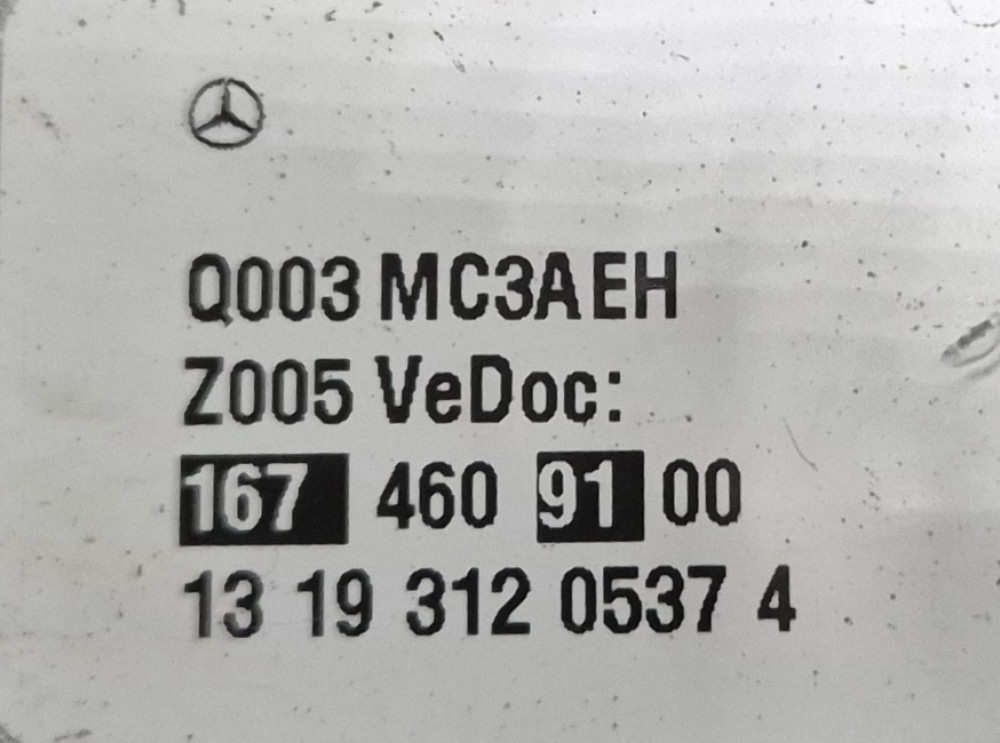 Q003 MC3AEH
Z005 VeDoc:
167 460 91 00
13 19 312 0537 4